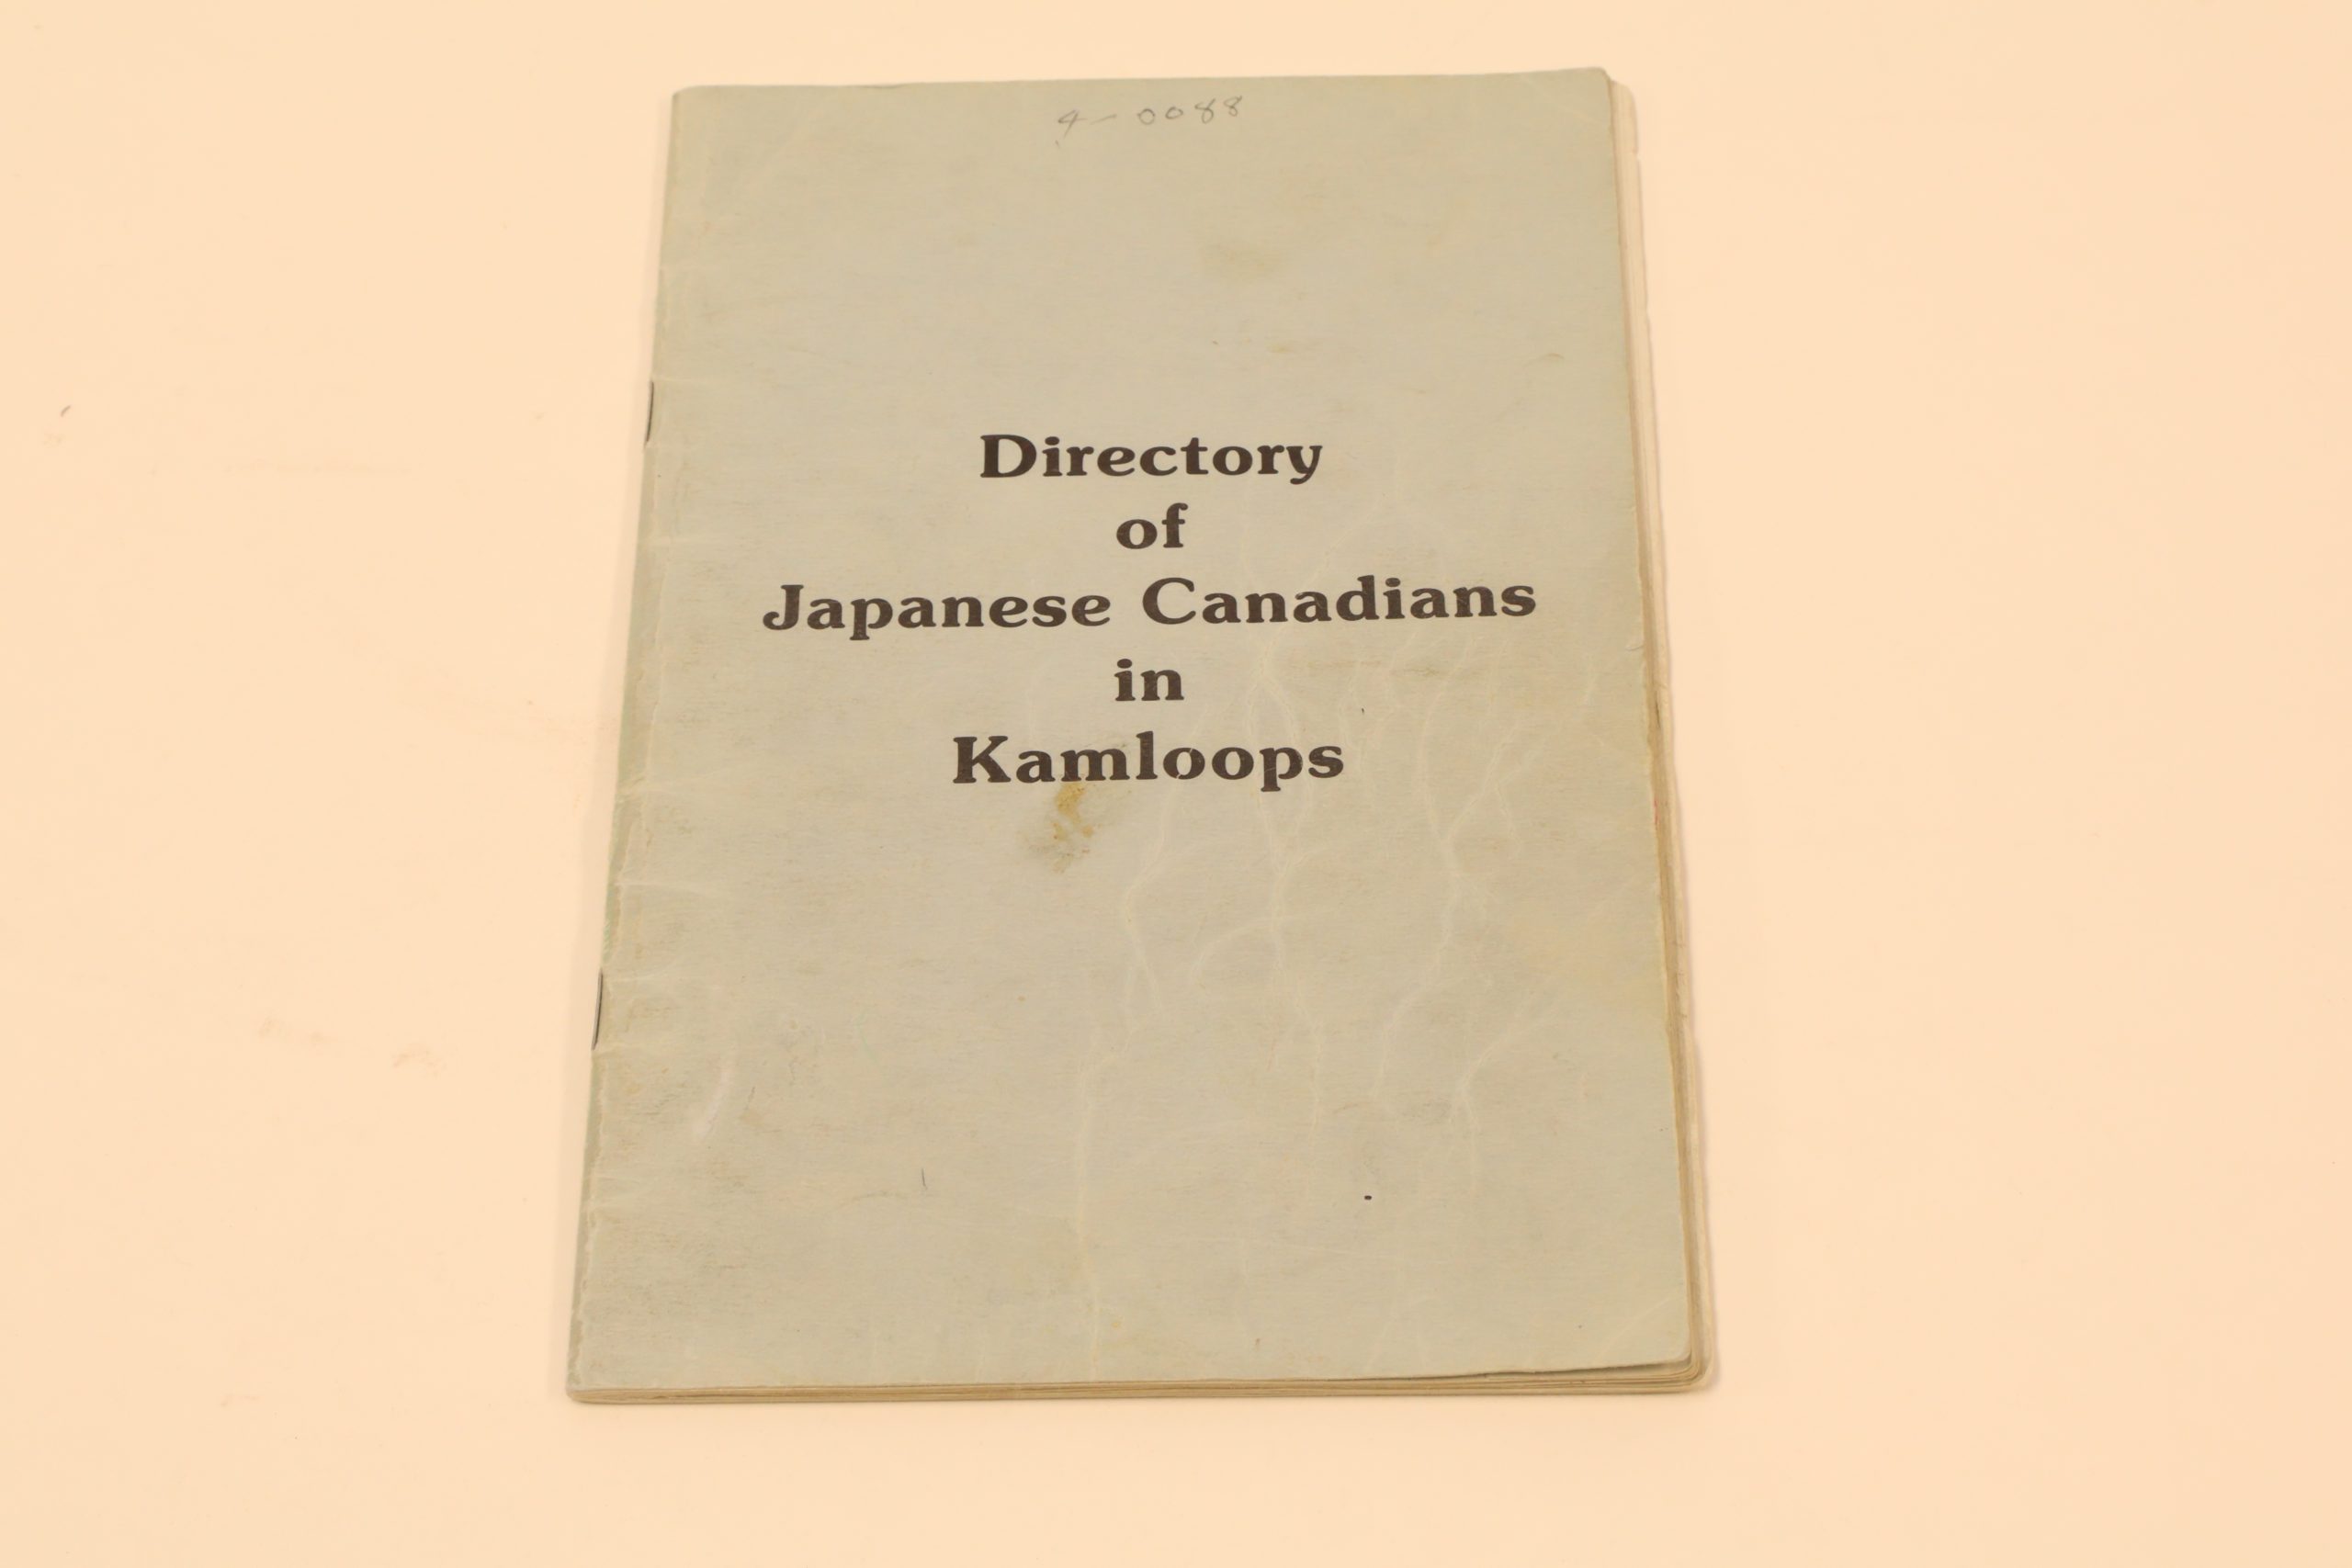 4-0088
Directory
of
Japanese Canadians
in
Kamloops